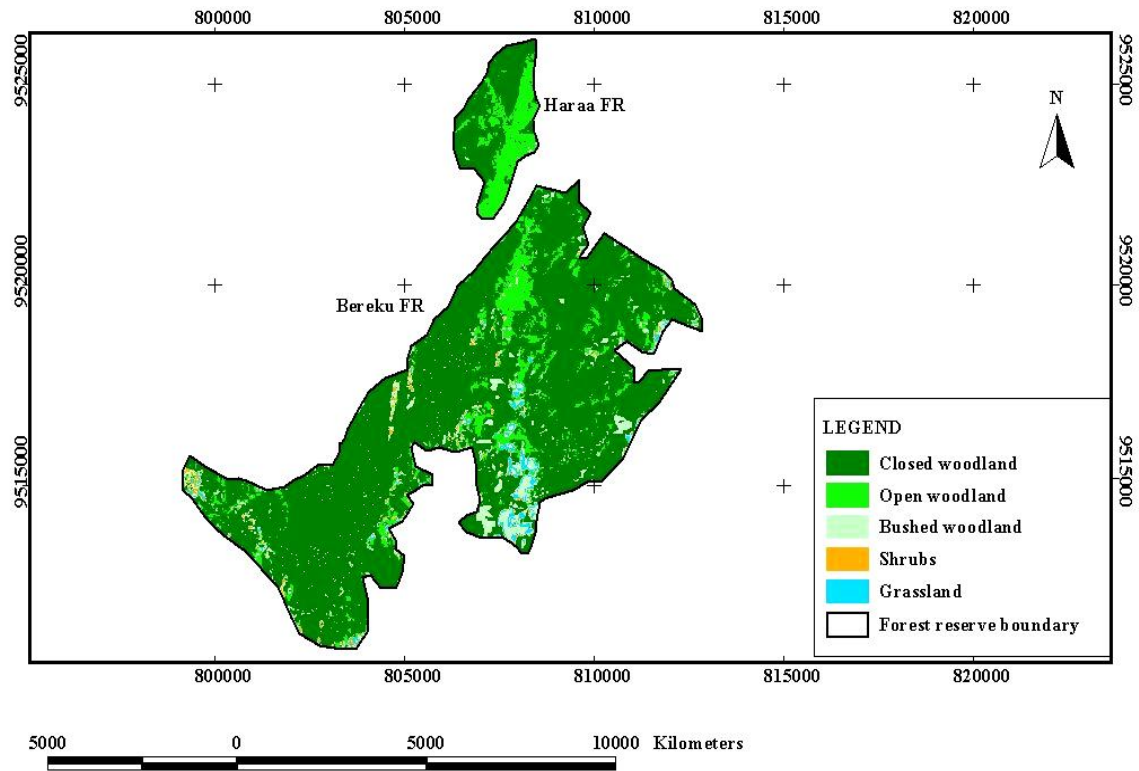 800000 805000 810000 815000 820000
9525000 9525000
Haraa FR
N
9520000 9520000
Bereku FR
LEGEND
9515000 9515000
Closed woodland
Open woodland
Bushed woodland
Shrubs
Grassland
Forest reserve boundary
800000 805000 810000 815000 820000
5000 0 5000 10000 Kilometers